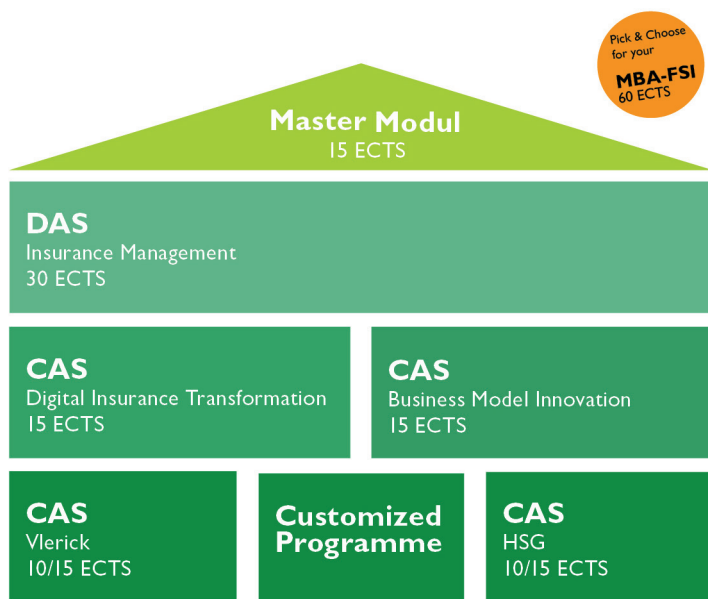 Pick & Choose
for your
MBA-FSI
60 ECTS
Master Modul
15 ECTS
DAS
Insurance Management
30 ECTS
CAS
Digital Insurance Transformation
15 ECTS
CAS
Business Model Innovation
15 ECTS
CAS
Vlerick
10/15 ECTS
Customized
Programme
CAS
HSG
10/15 ECTS